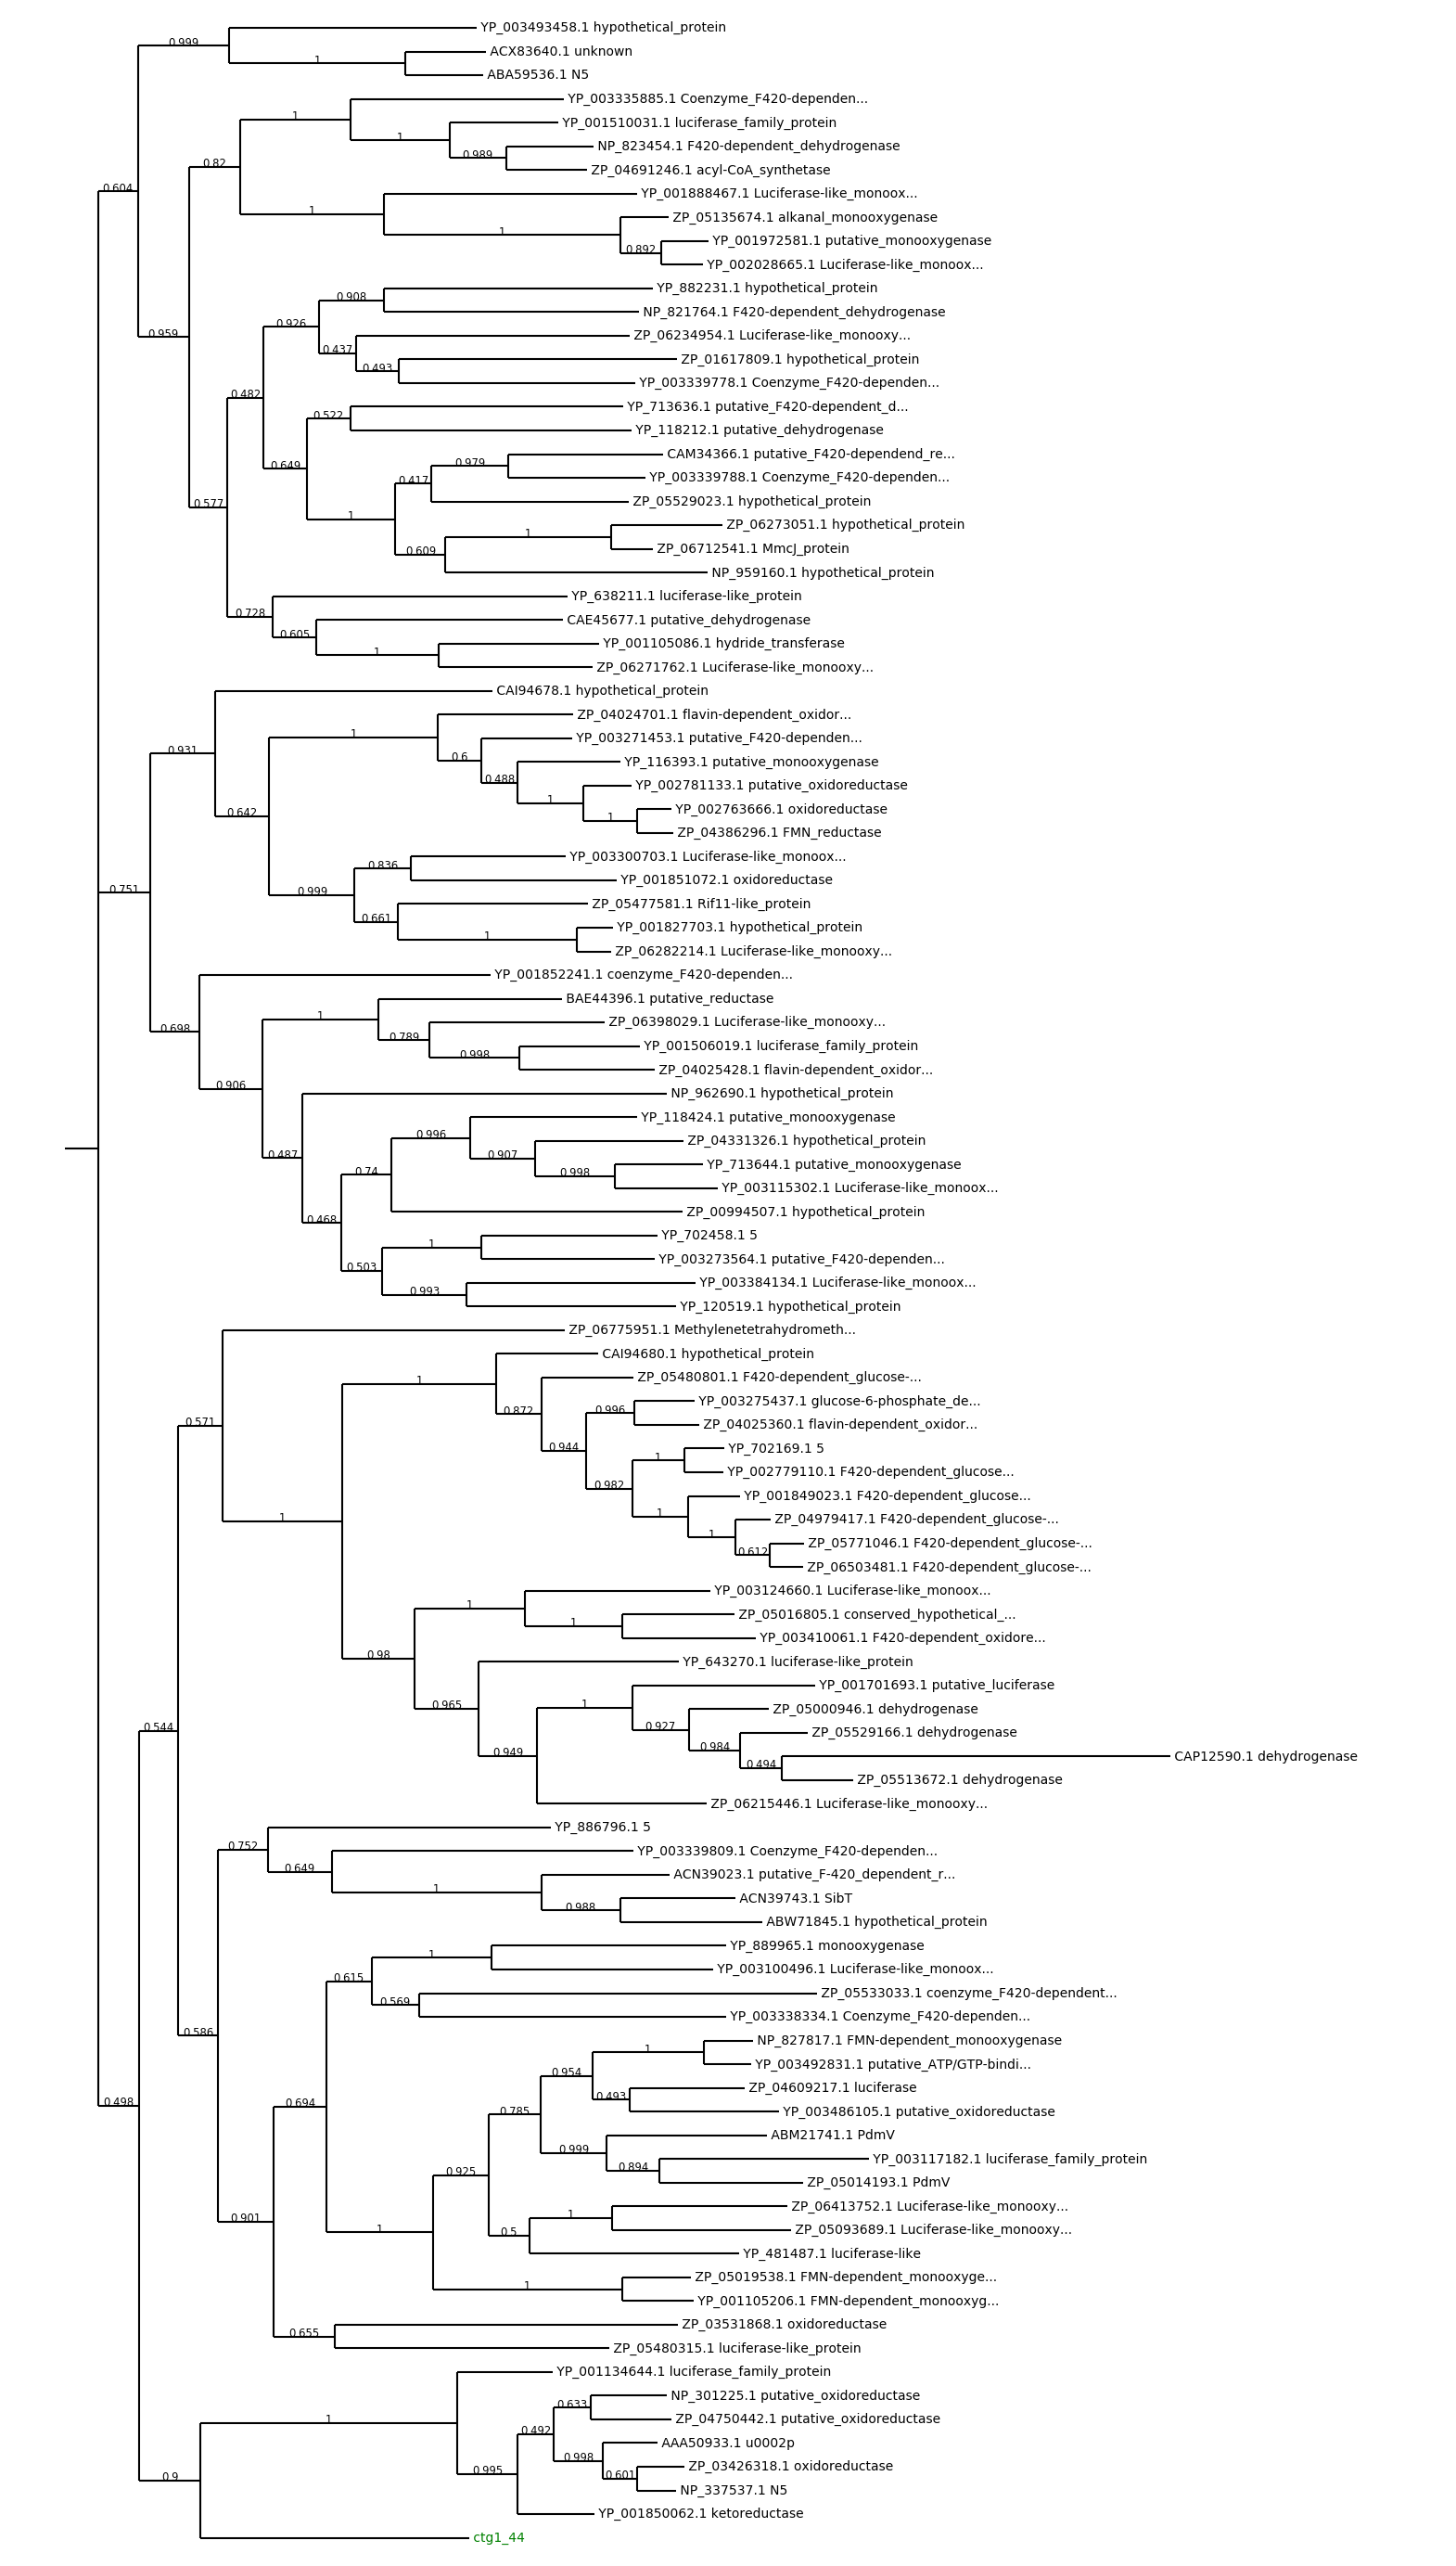 YP_003493458.1 hypothetical_protein
0.999
ACX83640.1 unknown
1
ABA59536.1 N5
YP_003335885.1 Coenzyme_F420-dependen...
1
YP_001510031.1 luciferase_family_protein
1
NP_823454.1 F420-dependent_dehydrogenase
0.989
0.82
ZP_04691246.1 acyl-CoA_synthetase
0.604
YP_001888467.1 Luciferase-like_monoox...
1
ZP_05135674.1 alkanal_monooxygenase
1
YP_001972581.1 putative_monooxygenase
0.892
YP_002028665.1 Luciferase-like_monoox...
YP_882231.1 hypothetical_protein
0.908
NP_821764.1 F420-dependent_dehydrogenase
0.926
0.959
ZP_06234954.1 Luciferase-like_monooxy...
0.437
ZP_01617809.1 hypothetical_protein
0.493
YP_003339778.1 Coenzyme_F420-dependen...
0.482
YP_713636.1 putative_F420-dependent_d...
0.522
YP_118212.1 putative_dehydrogenase
CAM34366.1 putative_F420-dependend_re...
0.979
0.649
YP_003339788.1 Coenzyme_F420-dependen...
0.417
ZP_05529023.1 hypothetical_protein
0.577
1
ZP_06273051.1 hypothetical_protein
1
ZP_06712541.1 MmcJ_protein
0.609
NP_959160.1 hypothetical_protein
YP_638211.1 luciferase-like_protein
0.728
CAE45677.1 putative_dehydrogenase
0.605
YP_001105086.1 hydride_transferase
1
ZP_06271762.1 Luciferase-like_monooxy...
CAI94678.1 hypothetical_protein
ZP_04024701.1 flavin-dependent_oxidor...
1
YP_003271453.1 putative_F420-dependen...
0.931
0.6
YP_116393.1 putative_monooxygenase
0.488
YP_002781133.1 putative_oxidoreductase
1
YP_002763666.1 oxidoreductase
0.642
1
ZP_04386296.1 FMN_reductase
YP_003300703.1 Luciferase-like_monoox...
0.836
YP_001851072.1 oxidoreductase
0.751
0.999
ZP_05477581.1 Rif11-like_protein
0.661
YP_001827703.1 hypothetical_protein
1
ZP_06282214.1 Luciferase-like_monooxy...
YP_001852241.1 coenzyme_F420-dependen...
BAE44396.1 putative_reductase
1
ZP_06398029.1 Luciferase-like_monooxy...
0.698
0.789
YP_001506019.1 luciferase_family_protein
0.998
ZP_04025428.1 flavin-dependent_oxidor...
0.906
NP_962690.1 hypothetical_protein
YP_118424.1 putative_monooxygenase
0.996
ZP_04331326.1 hypothetical_protein
0.487
0.907
YP_713644.1 putative_monooxygenase
0.74
0.998
YP_003115302.1 Luciferase-like_monoox...
ZP_00994507.1 hypothetical_protein
0.468
YP_702458.1 5
1
YP_003273564.1 putative_F420-dependen...
0.503
YP_003384134.1 Luciferase-like_monoox...
0.993
YP_120519.1 hypothetical_protein
ZP_06775951.1 Methylenetetrahydrometh...
CAI94680.1 hypothetical_protein
ZP_05480801.1 F420-dependent_glucose-...
1
YP_003275437.1 glucose-6-phosphate_de...
0.872
0.996
0.571
ZP_04025360.1 flavin-dependent_oxidor...
0.944
YP_702169.1 5
1
YP_002779110.1 F420-dependent_glucose...
0.982
YP_001849023.1 F420-dependent_glucose...
1
1
ZP_04979417.1 F420-dependent_glucose-...
1
ZP_05771046.1 F420-dependent_glucose-...
0.612
ZP_06503481.1 F420-dependent_glucose-...
YP_003124660.1 Luciferase-like_monoox...
1
ZP_05016805.1 conserved_hypothetical_...
1
YP_003410061.1 F420-dependent_oxidore...
0.98
YP_643270.1 luciferase-like_protein
YP_001701693.1 putative_luciferase
0.965
1
ZP_05000946.1 dehydrogenase
0.544
0.927
ZP_05529166.1 dehydrogenase
0.984
0.949
CAP12590.1 dehydrogenase
0.494
ZP_05513672.1 dehydrogenase
ZP_06215446.1 Luciferase-like_monooxy...
YP_886796.1 5
0.752
YP_003339809.1 Coenzyme_F420-dependen...
0.649
ACN39023.1 putative_F-420_dependent_r...
1
ACN39743.1 SibT
0.988
ABW71845.1 hypothetical_protein
YP_889965.1 monooxygenase
1
YP_003100496.1 Luciferase-like_monoox...
0.615
ZP_05533033.1 coenzyme_F420-dependent...
0.569
YP_003338334.1 Coenzyme_F420-dependen...
0.586
NP_827817.1 FMN-dependent_monooxygenase
1
YP_003492831.1 putative_ATP/GTP-bindi...
0.954
ZP_04609217.1 luciferase
0.493
0.498
0.694
YP_003486105.1 putative_oxidoreductase
0.785
ABM21741.1 PdmV
0.999
YP_003117182.1 luciferase_family_protein
0.894
0.925
ZP_05014193.1 PdmV
ZP_06413752.1 Luciferase-like_monooxy...
1
0.901
ZP_05093689.1 Luciferase-like_monooxy...
1
0.5
YP_481487.1 luciferase-like
ZP_05019538.1 FMN-dependent_monooxyge...
1
YP_001105206.1 FMN-dependent_monooxyg...
ZP_03531868.1 oxidoreductase
0.655
ZP_05480315.1 luciferase-like_protein
YP_001134644.1 luciferase_family_protein
NP_301225.1 putative_oxidoreductase
0.633
1
ZP_04750442.1 putative_oxidoreductase
0.492
AAA50933.1 u0002p
0.998
ZP_03426318.1 oxidoreductase
0.995
0.601
0.9
NP_337537.1 N5
YP_001850062.1 ketoreductase
ctg1_44